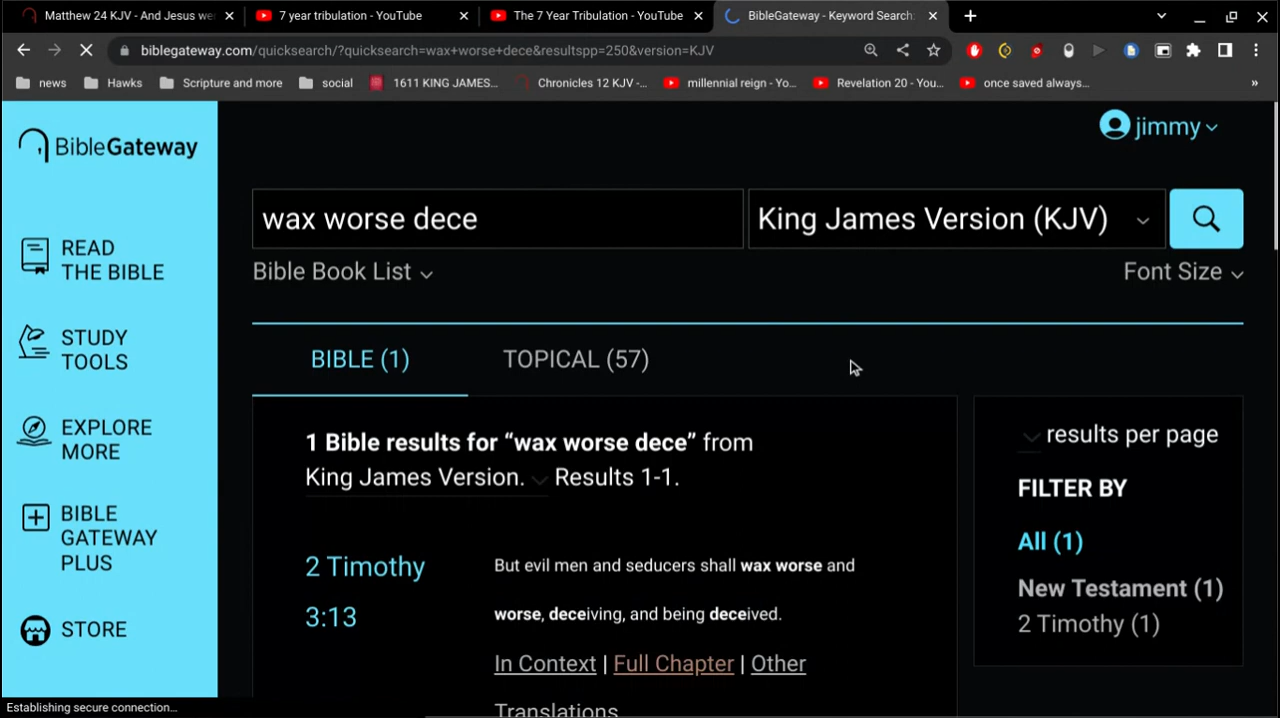 Matthew 24 KJV - And Jesus we
7 year tribulation - YouTube
The 7 Year Tribulation - YouTube
BibleGateway - Keyword Search:
biblegateway.com/quicksearch/?quicksearch=wax+worse+dece&resultspp=250&version=KJV
news
Hawks
Scripture and more
social
1611 KING JAMES...
Chronicles 12 KJV -...
millennial reign - Yo...
Revelation 20 - You...
once saved always...
»
BibleGateway
jimmy
wax worse dece
King James Version (KJV)
Bible Book List
Font Size
READ
THE BIBLE
STUDY
TOOLS
EXPLORE
MORE
BIBLE
GATEWAY
PLUS
STORE
BIBLE (1)
TOPICAL (57)
1 Bible results for “wax worse dece” from
King James Version. Results 1-1.
2 Timothy
3:13
But evil men and seducers shall wax worse and
worse, deceiving, and being deceived.
In Context | Full Chapter | Other
Translations
results per page
FILTER BY
All (1)
New Testament (1)
2 Timothy (1)
Establishing secure connection...